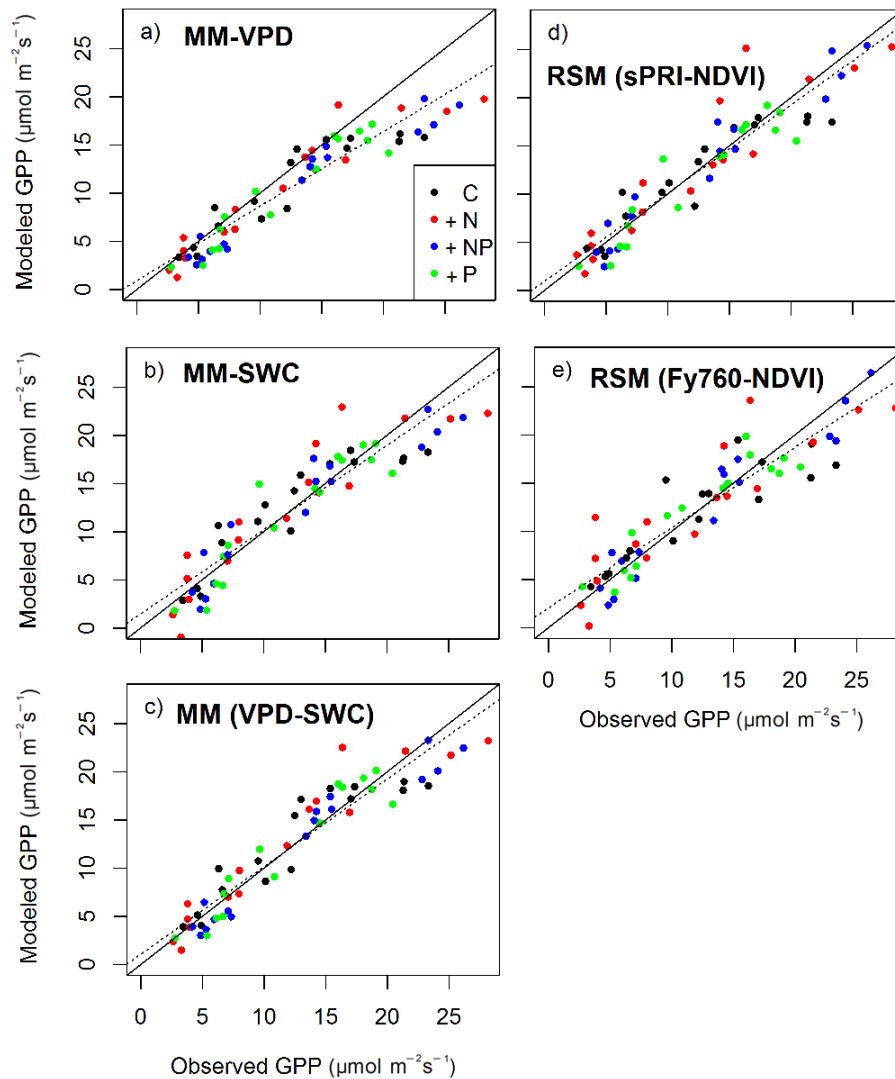 a) MM-VPD
Modeled GPP (μmol m⁻²s⁻¹)
0 5 10 15 20 25
C
+ N
+ NP
+ P
b) MM-SWC
Modeled GPP (μmol m⁻²s⁻¹)
0 5 10 15 20 25
c) MM (VPD-SWC)
Modeled GPP (μmol m⁻²s⁻¹)
0 5 10 15 20 25
0 5 10 15 20 25
Observed GPP (μmol m⁻²s⁻¹)
d)
RSM (sPRI-NDVI)
e) RSM (Fy760-NDVI)
0 5 10 15 20 25
Observed GPP (μmol m⁻²s⁻¹)